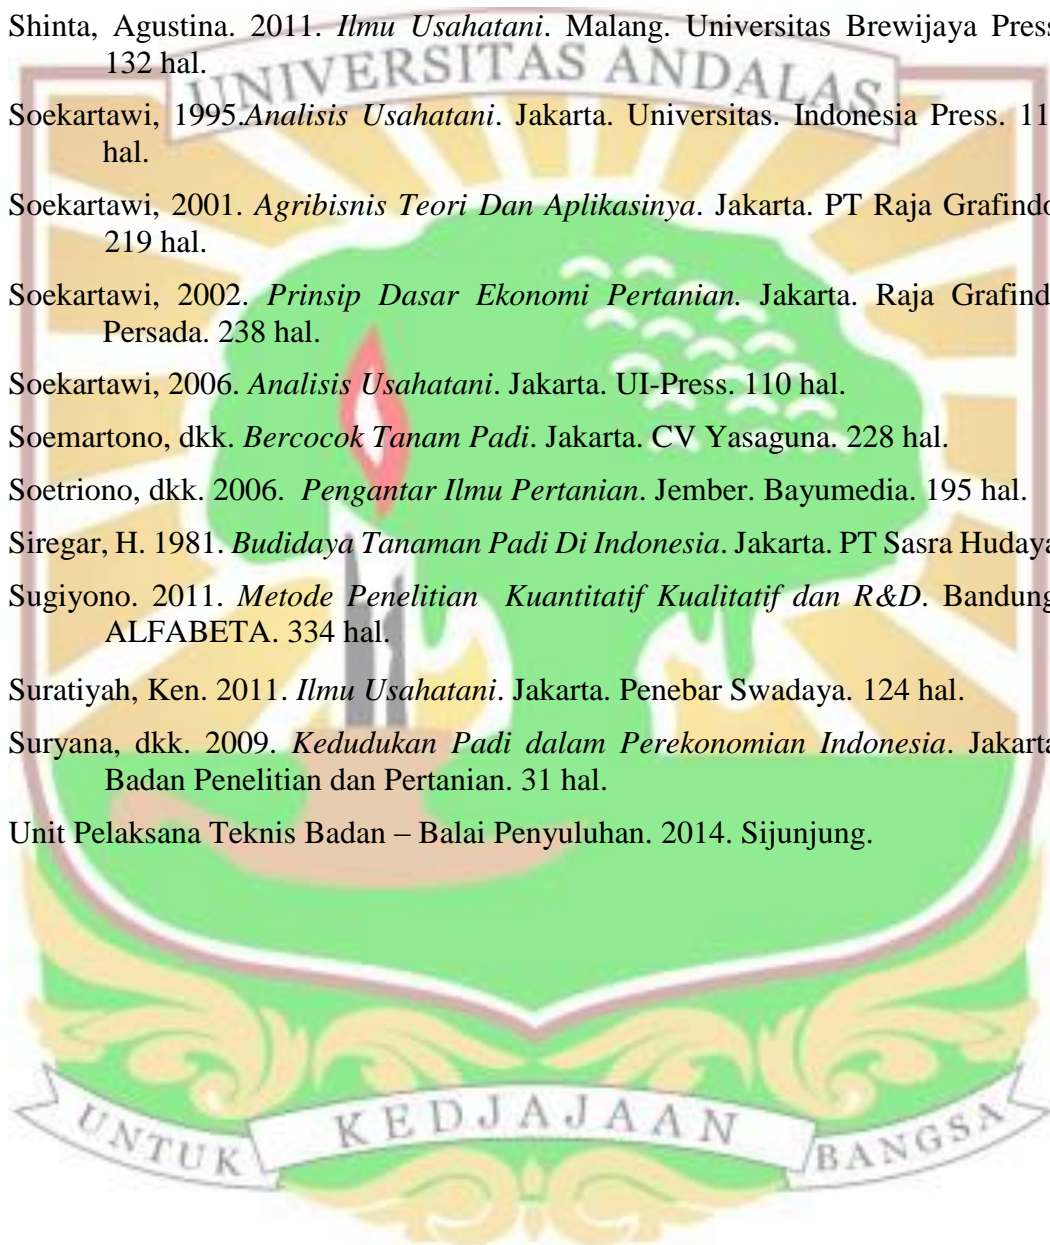 Shinta, Agustina. 2011. Ilmu Usahatani. Malang. Universitas Brewijaya Press
132 hal.
UNIVERSITAS ANDALAS
Soekartawi, 1995.Analisis Usahatani. Jakarta. Universitas. Indonesia Press. 11
hal.
Soekartawi, 2001. Agribisnis Teori Dan Aplikasinya. Jakarta. PT Raja Grafindo
219 hal.
Soekartawi, 2002. Prinsip Dasar Ekonomi Pertanian. Jakarta. Raja Grafind
Persada. 238 hal.
Soekartawi, 2006. Analisis Usahatani. Jakarta. UI-Press. 110 hal.
Soemartono, dkk. Bercocok Tanam Padi. Jakarta. CV Yasaguna. 228 hal.
Soetriono, dkk. 2006. Pengantar Ilmu Pertanian. Jember. Bayumedia. 195 hal.
Siregar, H. 1981. Budidaya Tanaman Padi Di Indonesia. Jakarta. PT Sasra Hudaya
Sugiyono. 2011. Metode Penelitian Kuantitatif Kualitatif dan R&D. Bandung
ALFABETA. 334 hal.
Suratiyah, Ken. 2011. Ilmu Usahatani. Jakarta. Penebar Swadaya. 124 hal.
Suryana, dkk. 2009. Kedudukan Padi dalam Perekonomian Indonesia. Jakarta
Badan Penelitian dan Pertanian. 31 hal.
Unit Pelaksana Teknis Badan – Balai Penyuluhan. 2014. Sijunjung.
UNTUK KEDJAJAAN BANGSA